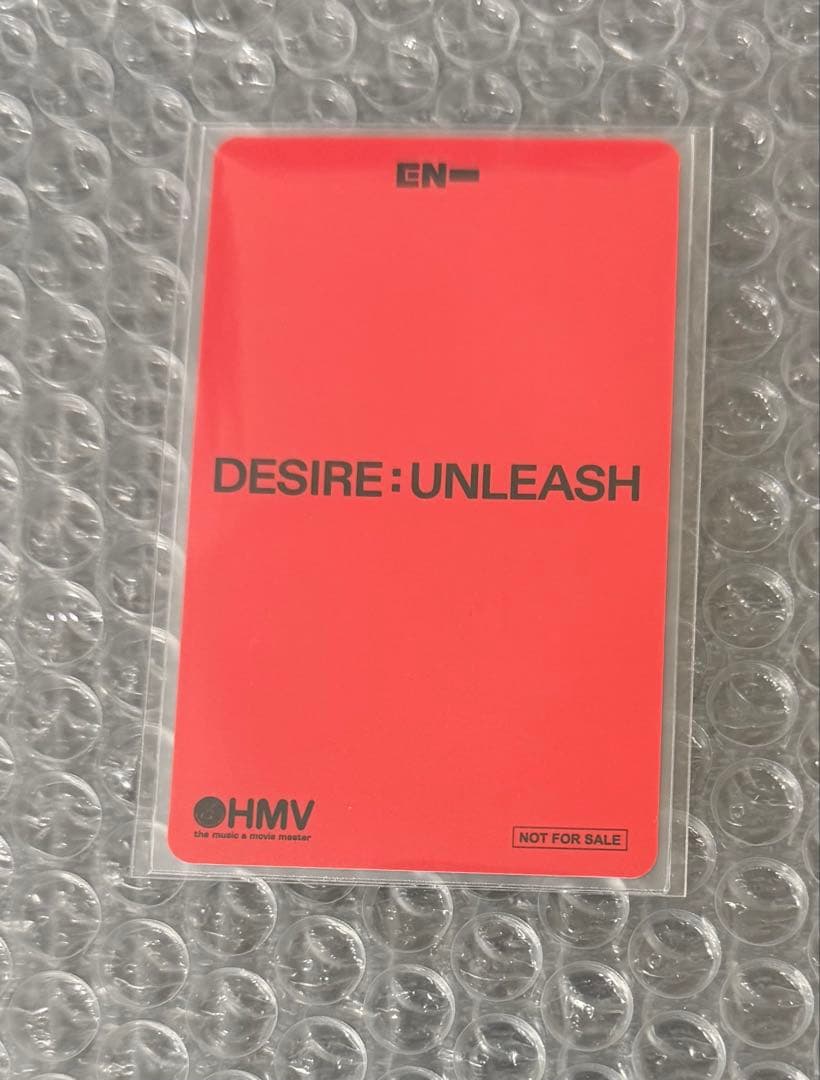 EN-
DESIRE : UNLEASH
HMV
the music & movie master
NOT FOR SALE